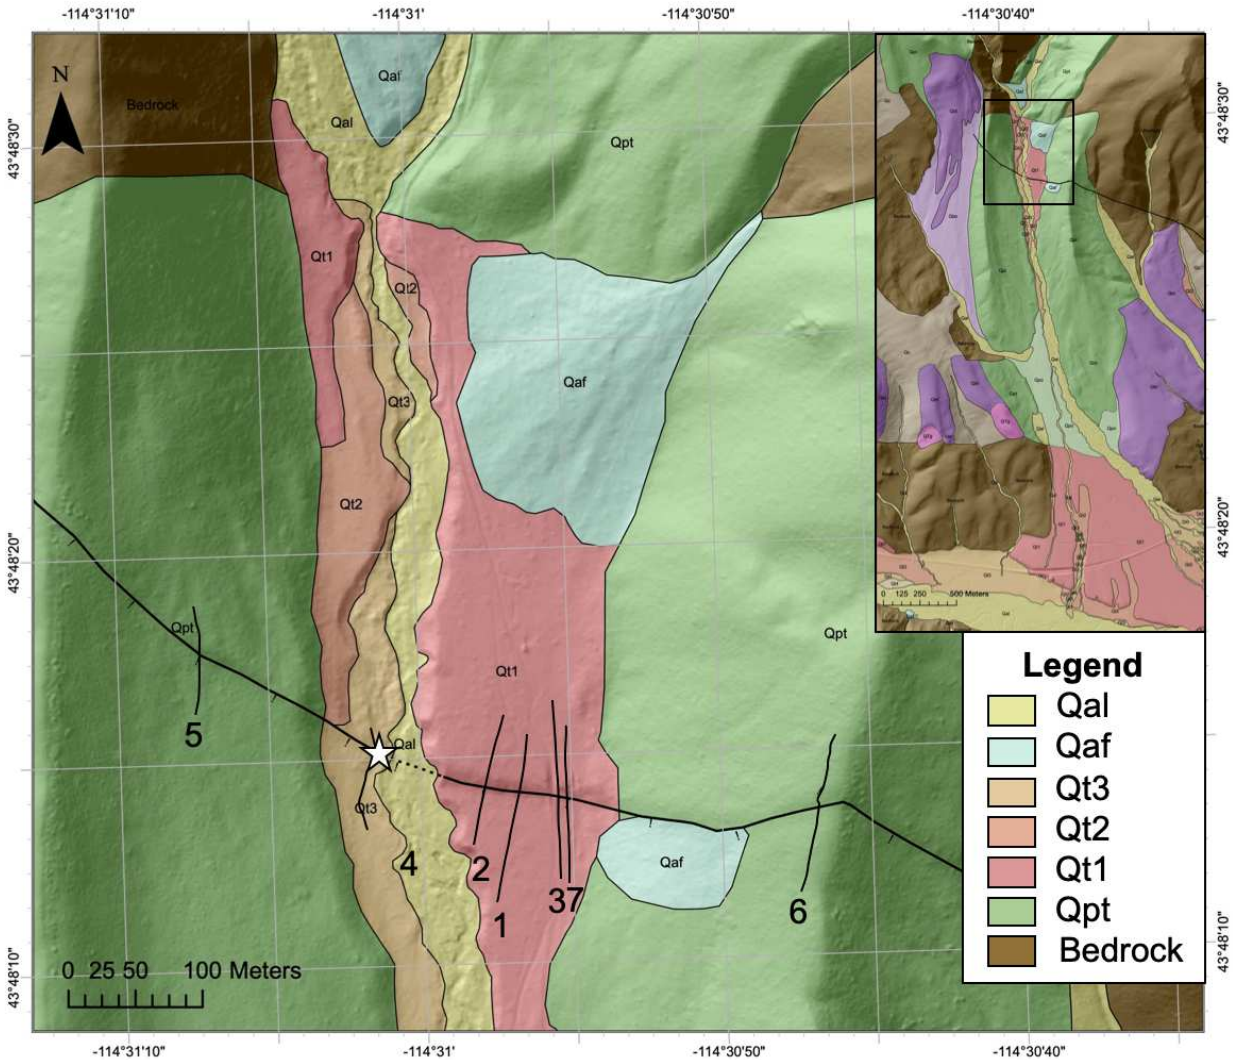 -114°31'10"
-114°31'
-114°30'50"
-114°30'40"
N
Bedrock
Qaf
Qal
Qpt
43°48'30"
43°48'30"
Qt1
Qt2
Qaf
Qt3
Qt2
43°48'20"
43°48'20"
0 125 250 500 Meters
Qpt
Qt1
Qpt
5
Qal
Qt3
4
2
1
37
Qaf
6
Legend
Qal
Qaf
Qt3
Qt2
Qt1
Qpt
Bedrock
43°48'10"
43°48'10"
0 25 50 100 Meters
-114°31'10"
-114°31'
-114°30'50"
-114°30'40"